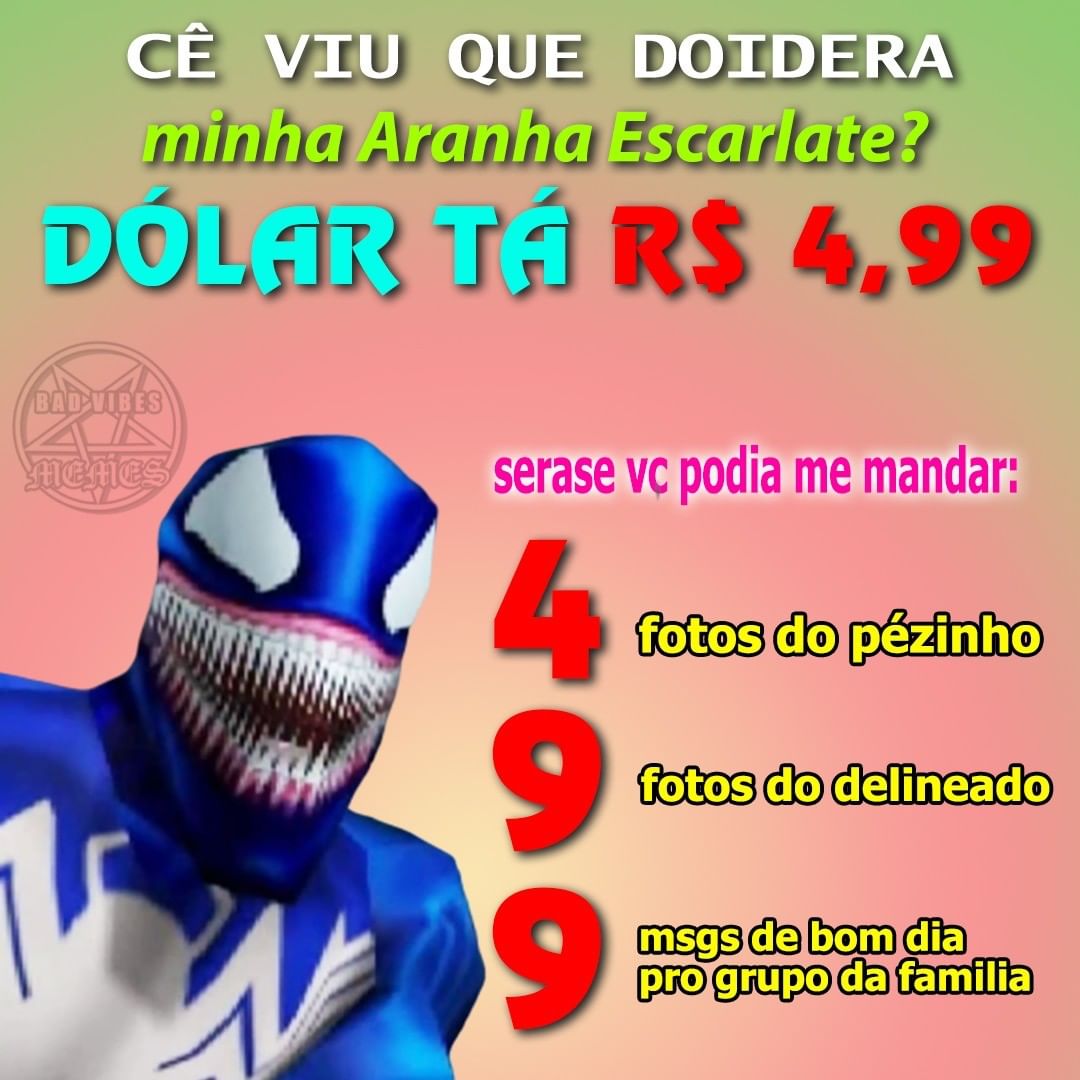 CÊ VIU QUE DOIDERA
minha Aranha Escarlate?
DÓLAR TÁ R$ 4,99
BAD VIBES
MEMES
serase vç podia me mandar:
4 fotos do pézinho
9 fotos do delineado
9 msgs de bom dia
pro grupo da familia